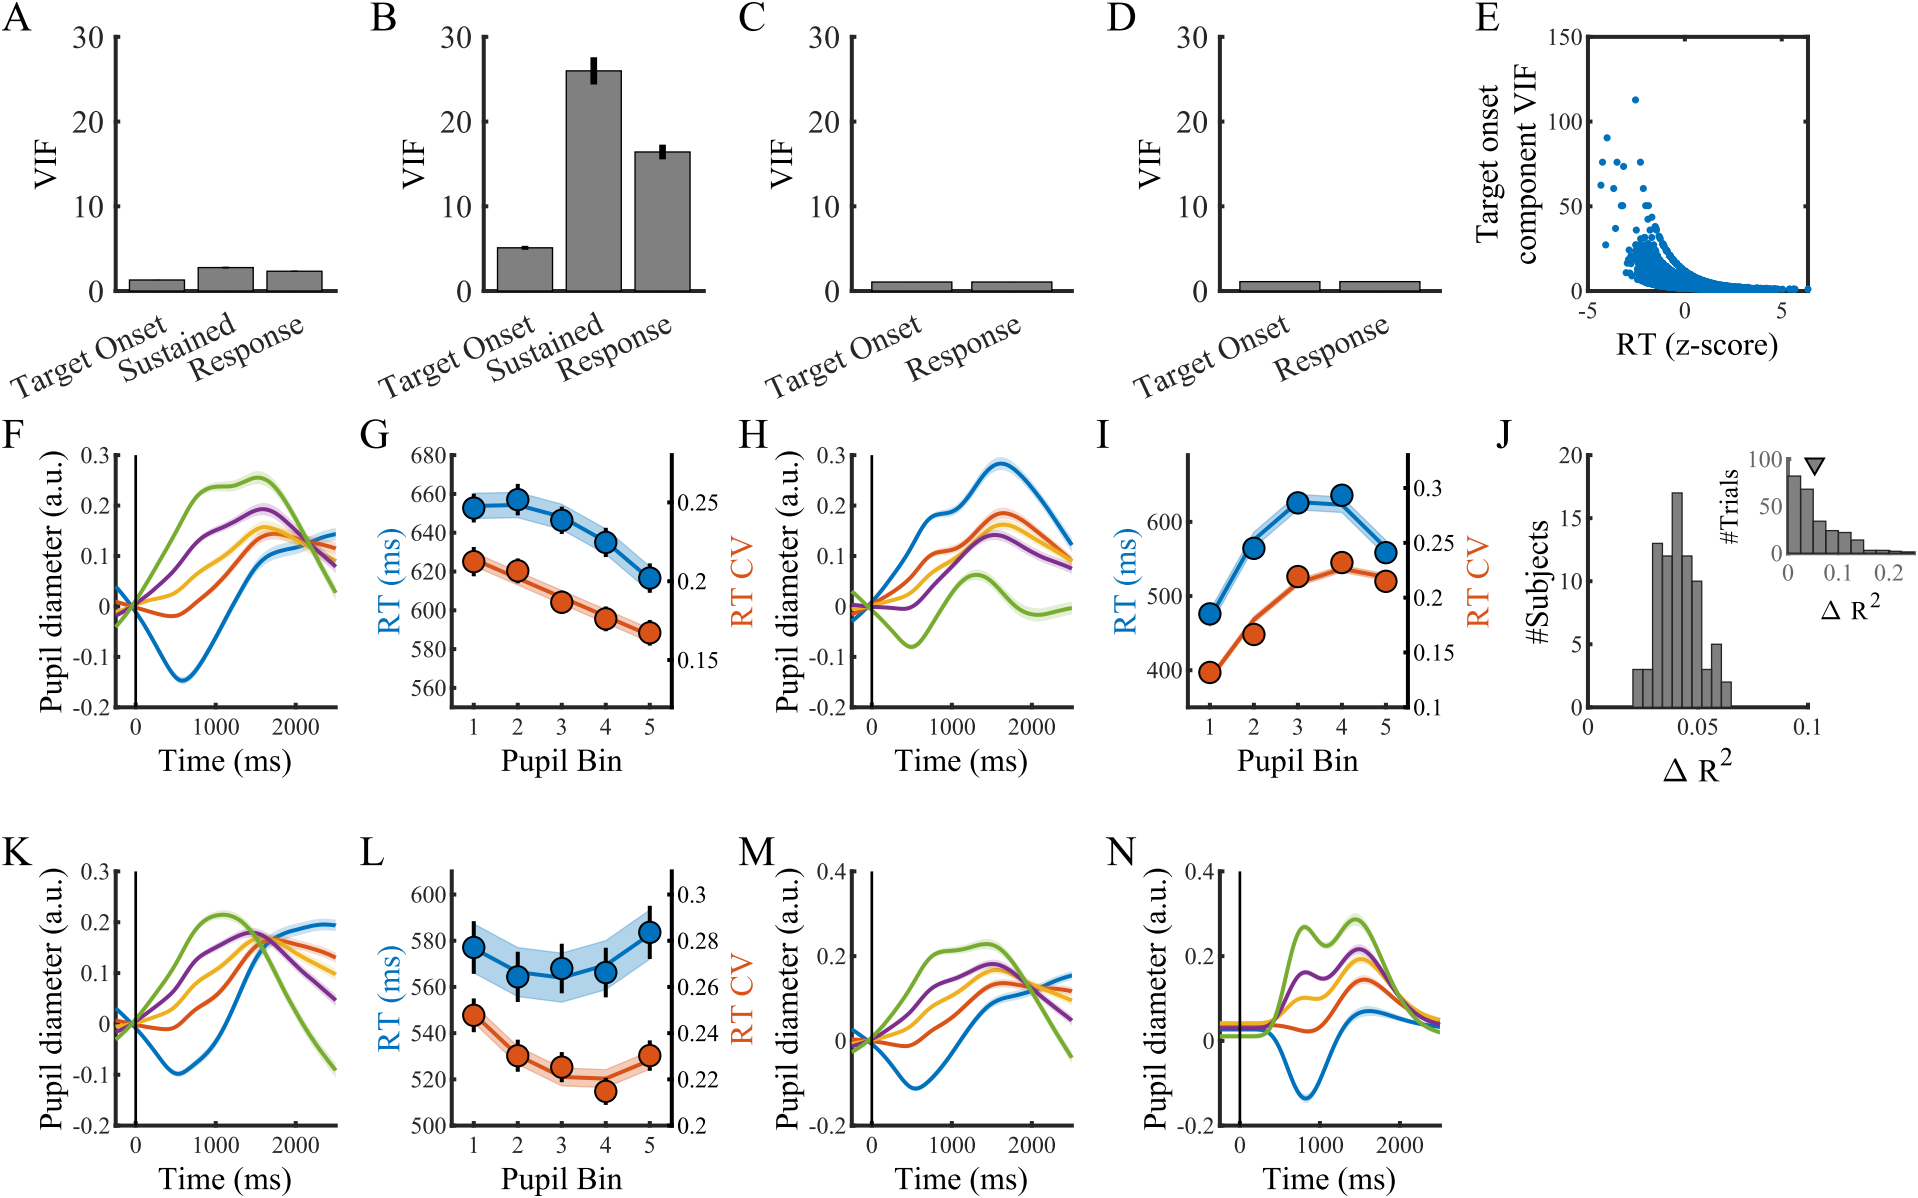 A
30
20
10
0
VIF
Target Onset
Sustained
Response
B
30
20
10
0
VIF
Target Onset
Sustained
Response
C
30
20
10
0
VIF
Target Onset
Response
D
30
20
10
0
VIF
Target Onset
Response
E
150
100
50
0
Target onset
component VIF
-5 0 5
RT (z-score)
F
0.3
0.2
0.1
0
-0.1
-0.2
Pupil diameter (a.u.)
0 1000 2000
Time (ms)
G
680
660
640
620
600
580
560
RT (ms)
0.25
0.2
0.15
RT CV
1 2 3 4 5
Pupil Bin
H
0.3
0.2
0.1
0
-0.1
-0.2
Pupil diameter (a.u.)
0 1000 2000
Time (ms)
I
600
500
400
RT (ms)
0.3
0.25
0.2
0.15
0.1
RT CV
1 2 3 4 5
Pupil Bin
J
20
15
10
5
0
#Subjects
0 0.05 0.1
Δ R²
100
50
0
#Trials
0 0.1 0.2
Δ R²
K
0.3
0.2
0.1
0
-0.1
-0.2
Pupil diameter (a.u.)
0 1000 2000
Time (ms)
L
600
580
560
540
520
500
RT (ms)
0.3
0.28
0.26
0.24
0.22
0.2
RT CV
1 2 3 4 5
Pupil Bin
M
0.4
0.2
0
-0.2
Pupil diameter (a.u.)
0 1000 2000
Time (ms)
N
0.4
0.2
0
-0.2
Pupil diameter (a.u.)
0 1000 2000
Time (ms)